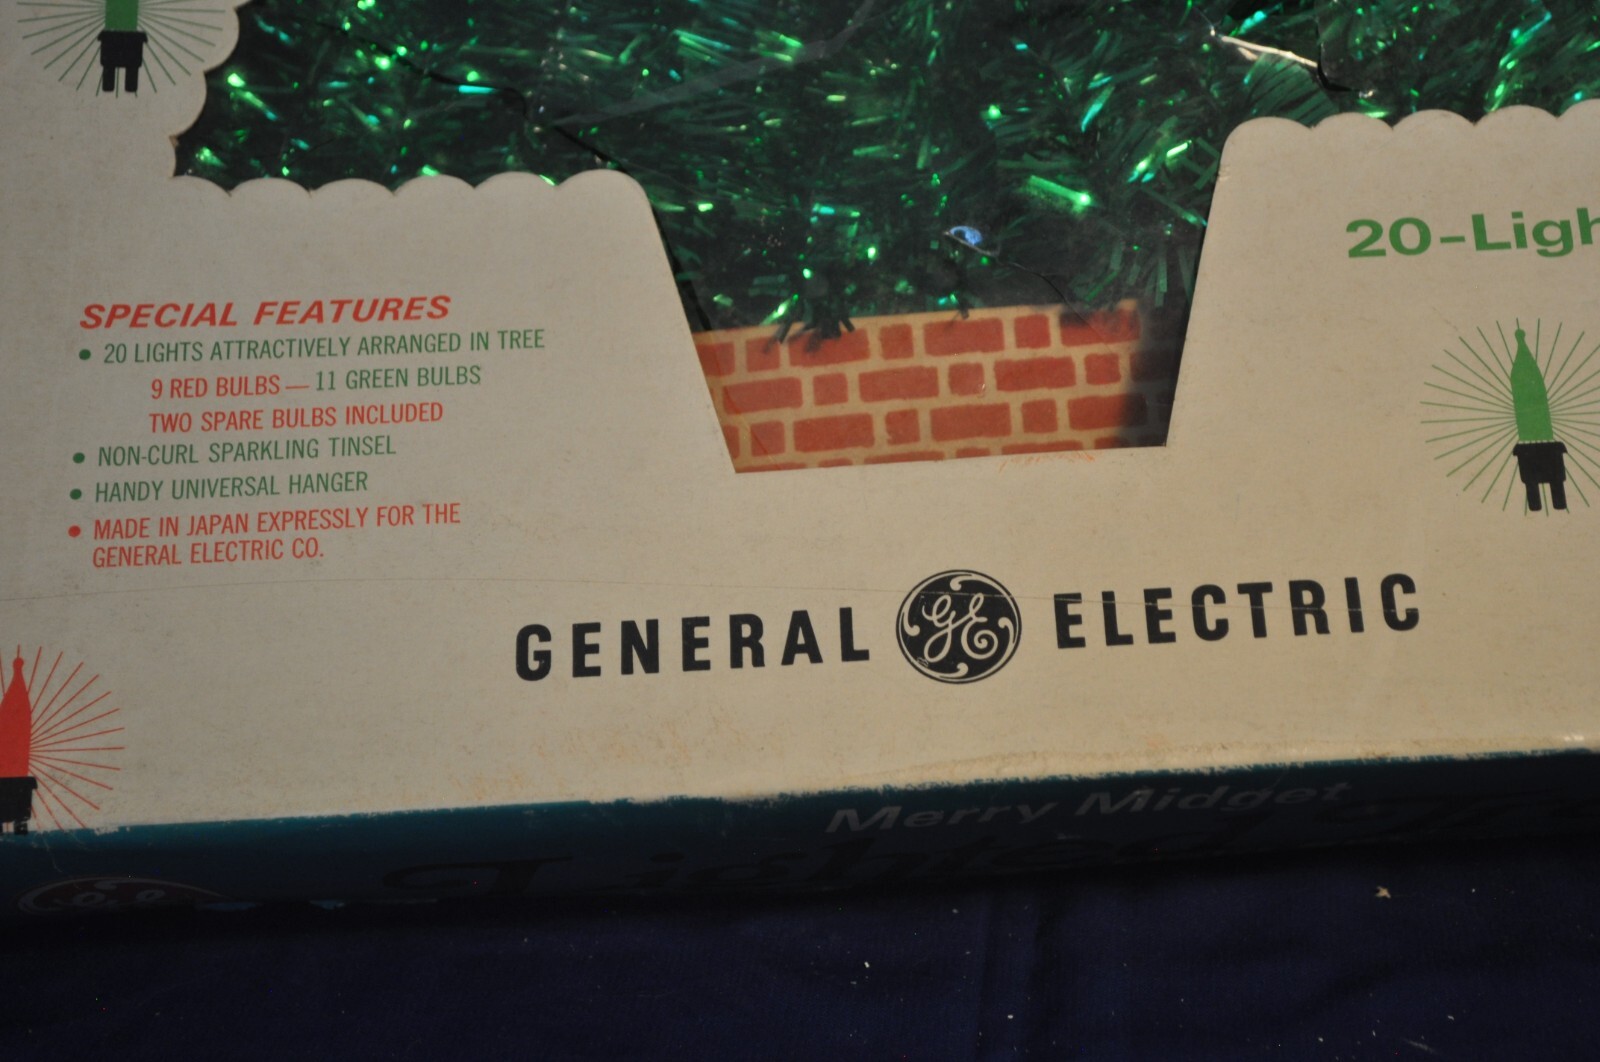 SPECIAL FEATURES
• 20 LIGHTS ATTRACTIVELY ARRANGED IN TREE
9 RED BULBS — 11 GREEN BULBS
TWO SPARE BULBS INCLUDED
• NON-CURL SPARKLING TINSEL
• HANDY UNIVERSAL HANGER
• MADE IN JAPAN EXPRESSLY FOR THE
GENERAL ELECTRIC CO.
20-Ligh
GENERAL GE ELECTRIC
Merry Midget
Lighted